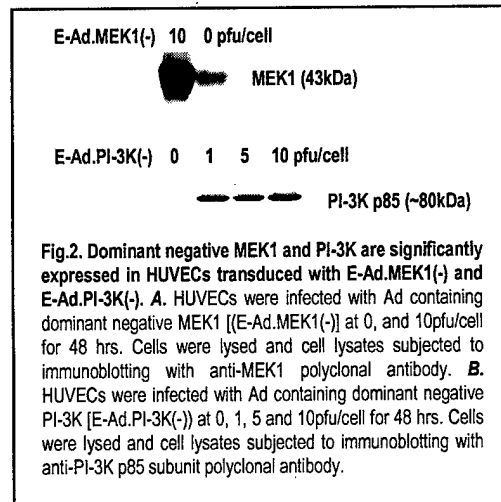 E-Ad.MEK1(-) 10 0 pfu/cell
MEK1 (43kDa)
E-Ad.PI-3K(-) 0 1 5 10 pfu/cell
PI-3K p85 (~80kDa)
Fig.2. Dominant negative MEK1 and PI-3K are significantly
expressed in HUVECs transduced with E-Ad.MEK1(-) and
E-Ad.PI-3K(-). A. HUVECs were infected with Ad containing
dominant negative MEK1 [(E-Ad.MEK1(-)] at 0, and 10pfu/cell
for 48 hrs. Cells were lysed and cell lysates subjected to
immunoblotting with anti-MEK1 polyclonal antibody. B.
HUVECs were infected with Ad containing dominant negative
PI-3K [E-Ad.PI-3K(-)) at 0, 1, 5 and 10pfu/cell for 48 hrs. Cells
were lysed and cell lysates subjected to immunoblotting with
anti-PI-3K p85 subunit polyclonal antibody.